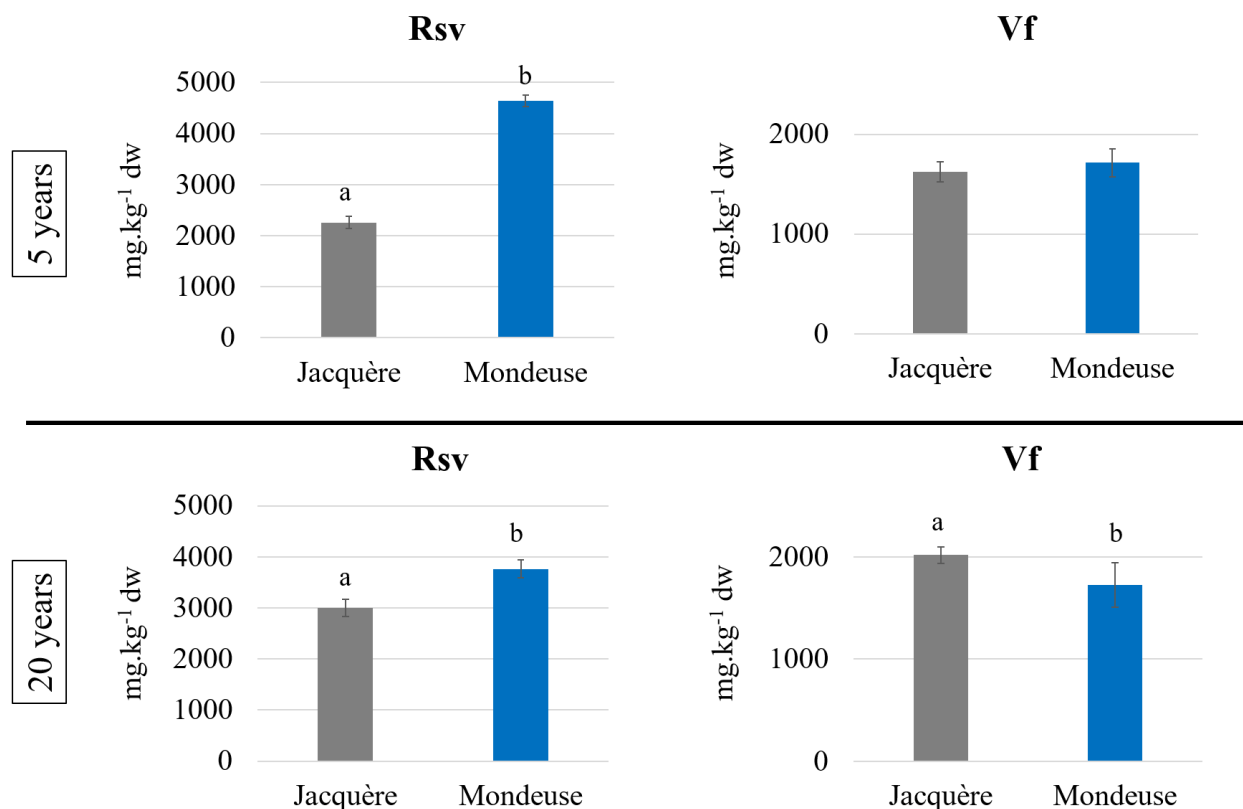 Rsv
5 years
mg.kg⁻¹ dw
5000
4000
3000
2000
1000
0
a
b
Jacquère Mondeuse
Vf
mg.kg⁻¹ dw
2000
1000
0
Jacquère Mondeuse
Rsv
20 years
mg.kg⁻¹ dw
5000
4000
3000
2000
1000
0
a
b
Jacquère Mondeuse
Vf
mg.kg⁻¹ dw
2000
1000
0
a
b
Jacquère Mondeuse